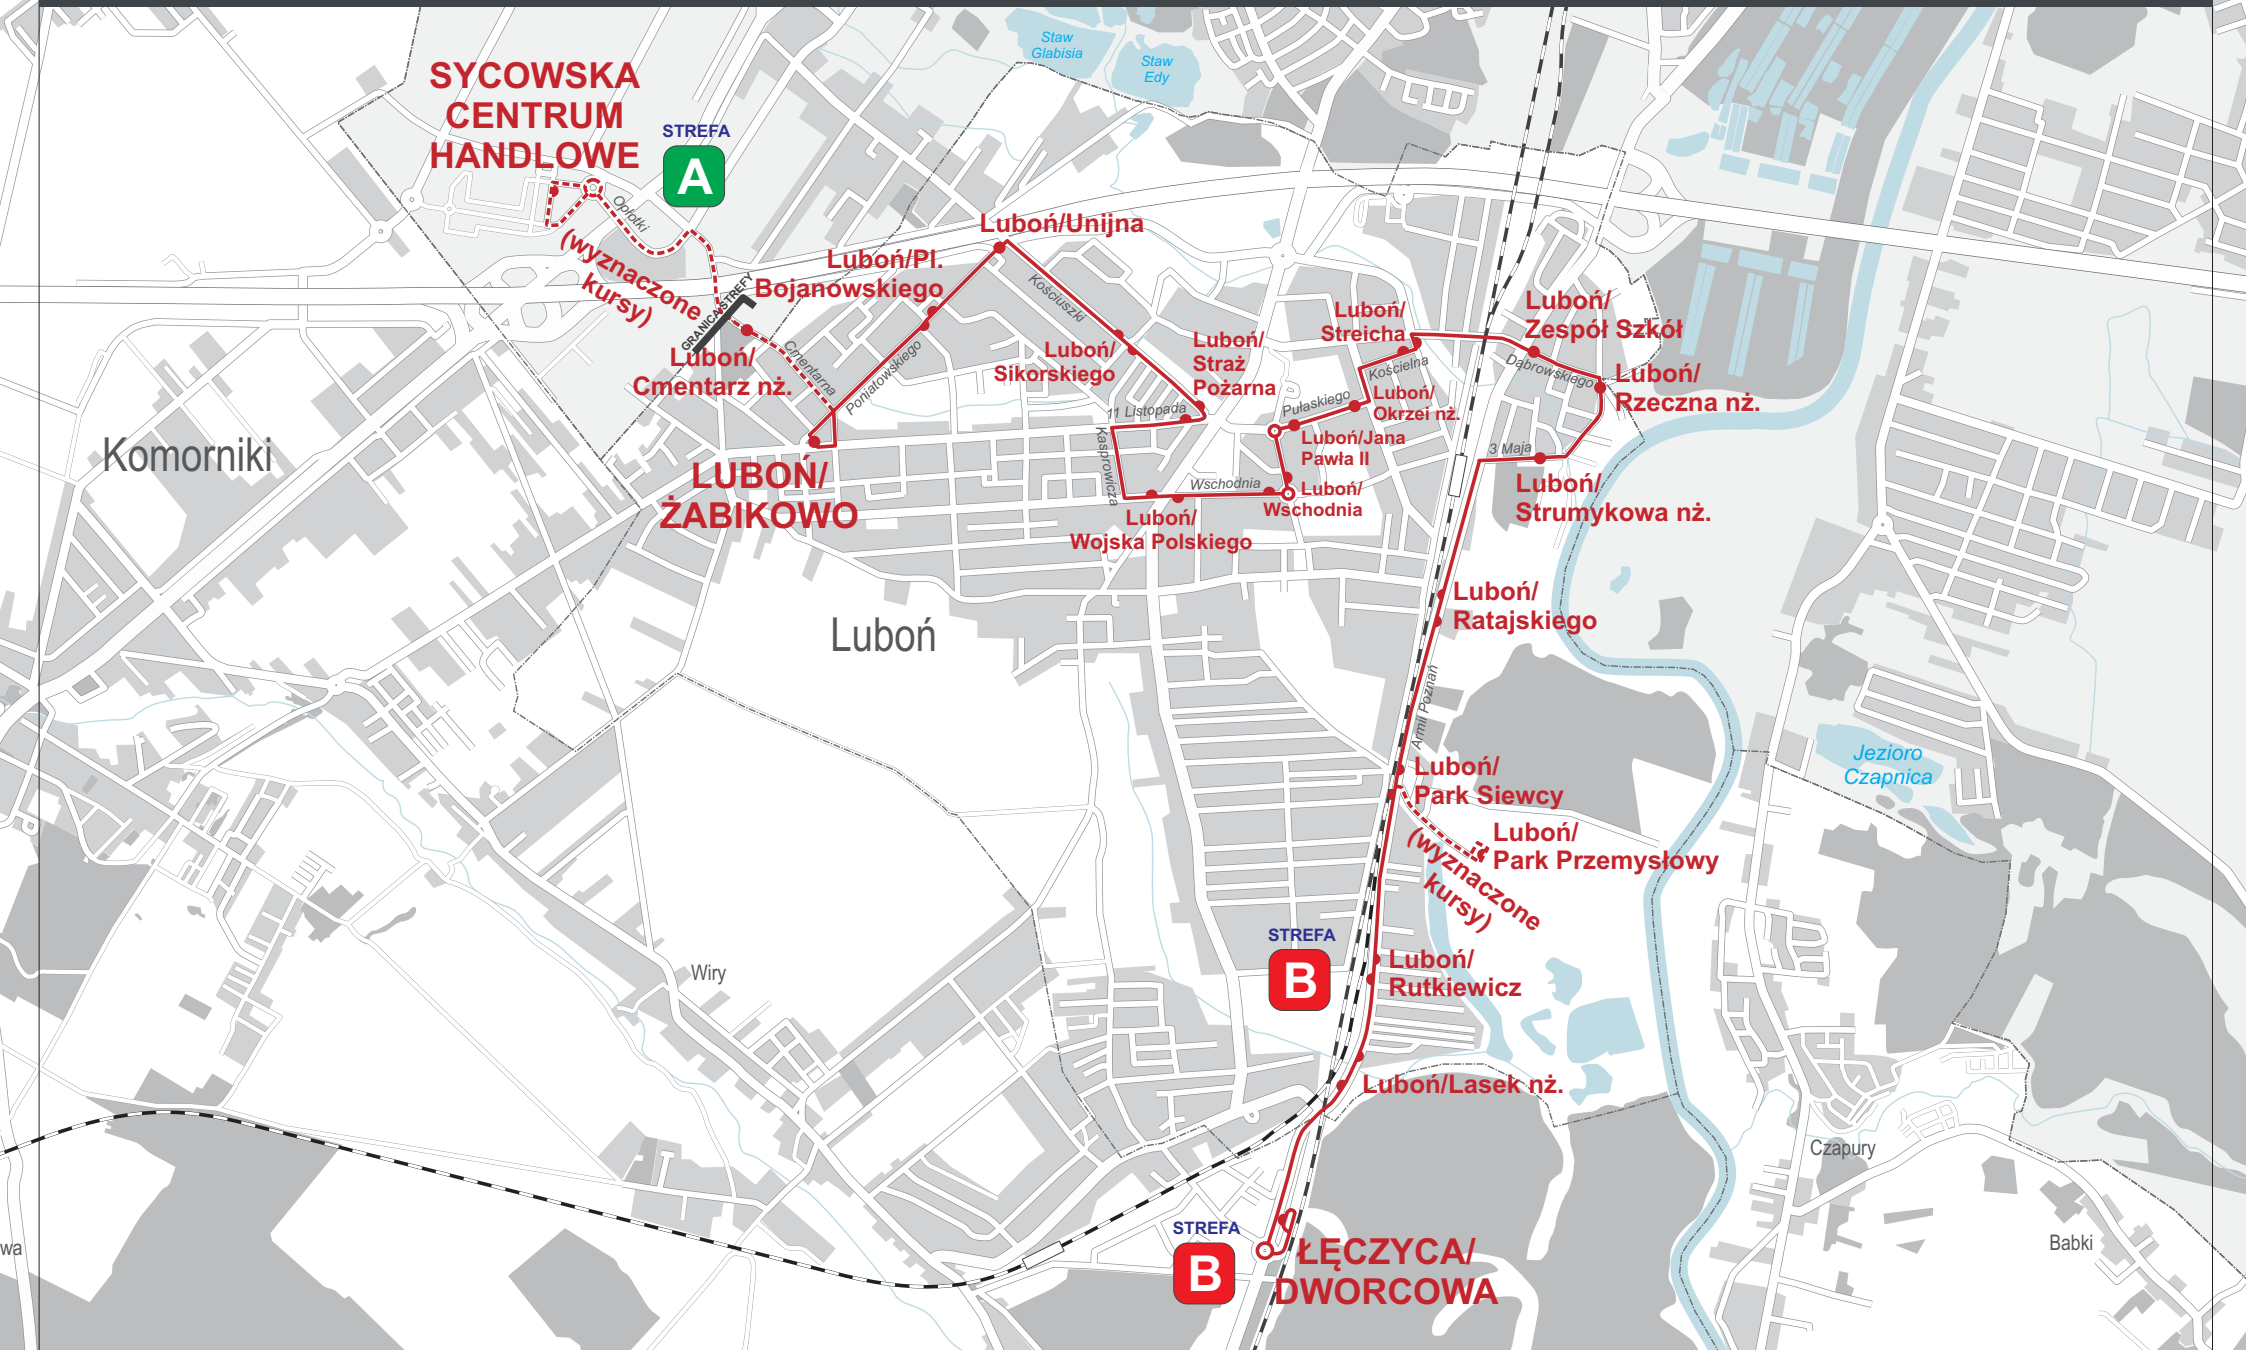 Staw
Glabisia
Staw
Edy
SYCOWSKA
CENTRUM
HANDLOWE
STREFA
A
Opłotki
(wyznaczone
kursy)
GRANICA STREFY
Luboń/Unijna
Luboń/Pl.
Bojanowskiego
Kościuszki
Luboń/
Cmentarz nż.
Cmentarna
Poniatowskiego
Luboń/
Sikorskiego
Luboń/
Straż
Pożarna
Luboń/
Streicha
Kościelna
Luboń/
Zespół Szkół
Dąbrowskiego
Luboń/
Rzeczna nż.
11 Listopada
Pułaskiego
Luboń/
Okrzei nż.
Luboń/Jana
Pawła II
3 Maja
Komorniki
LUBOŃ/
ŻABIKOWO
Kasprowicza
Wschodnia
Luboń/
Wschodnia
Luboń/
Wojska Polskiego
Luboń/
Strumykowa nż.
Luboń
Luboń/
Ratajskiego
Armii Poznań
Luboń/
Park Siewcy
Jezioro
Czapnica
Luboń/
Park Przemysłowy
(wyznaczone
kursy)
STREFA
B
Wiry
Luboń/
Rutkiewicz
Luboń/Lasek nż.
Czapury
STREFA
B
ŁĘCZYCA/
DWORCOWA
Babki
wa